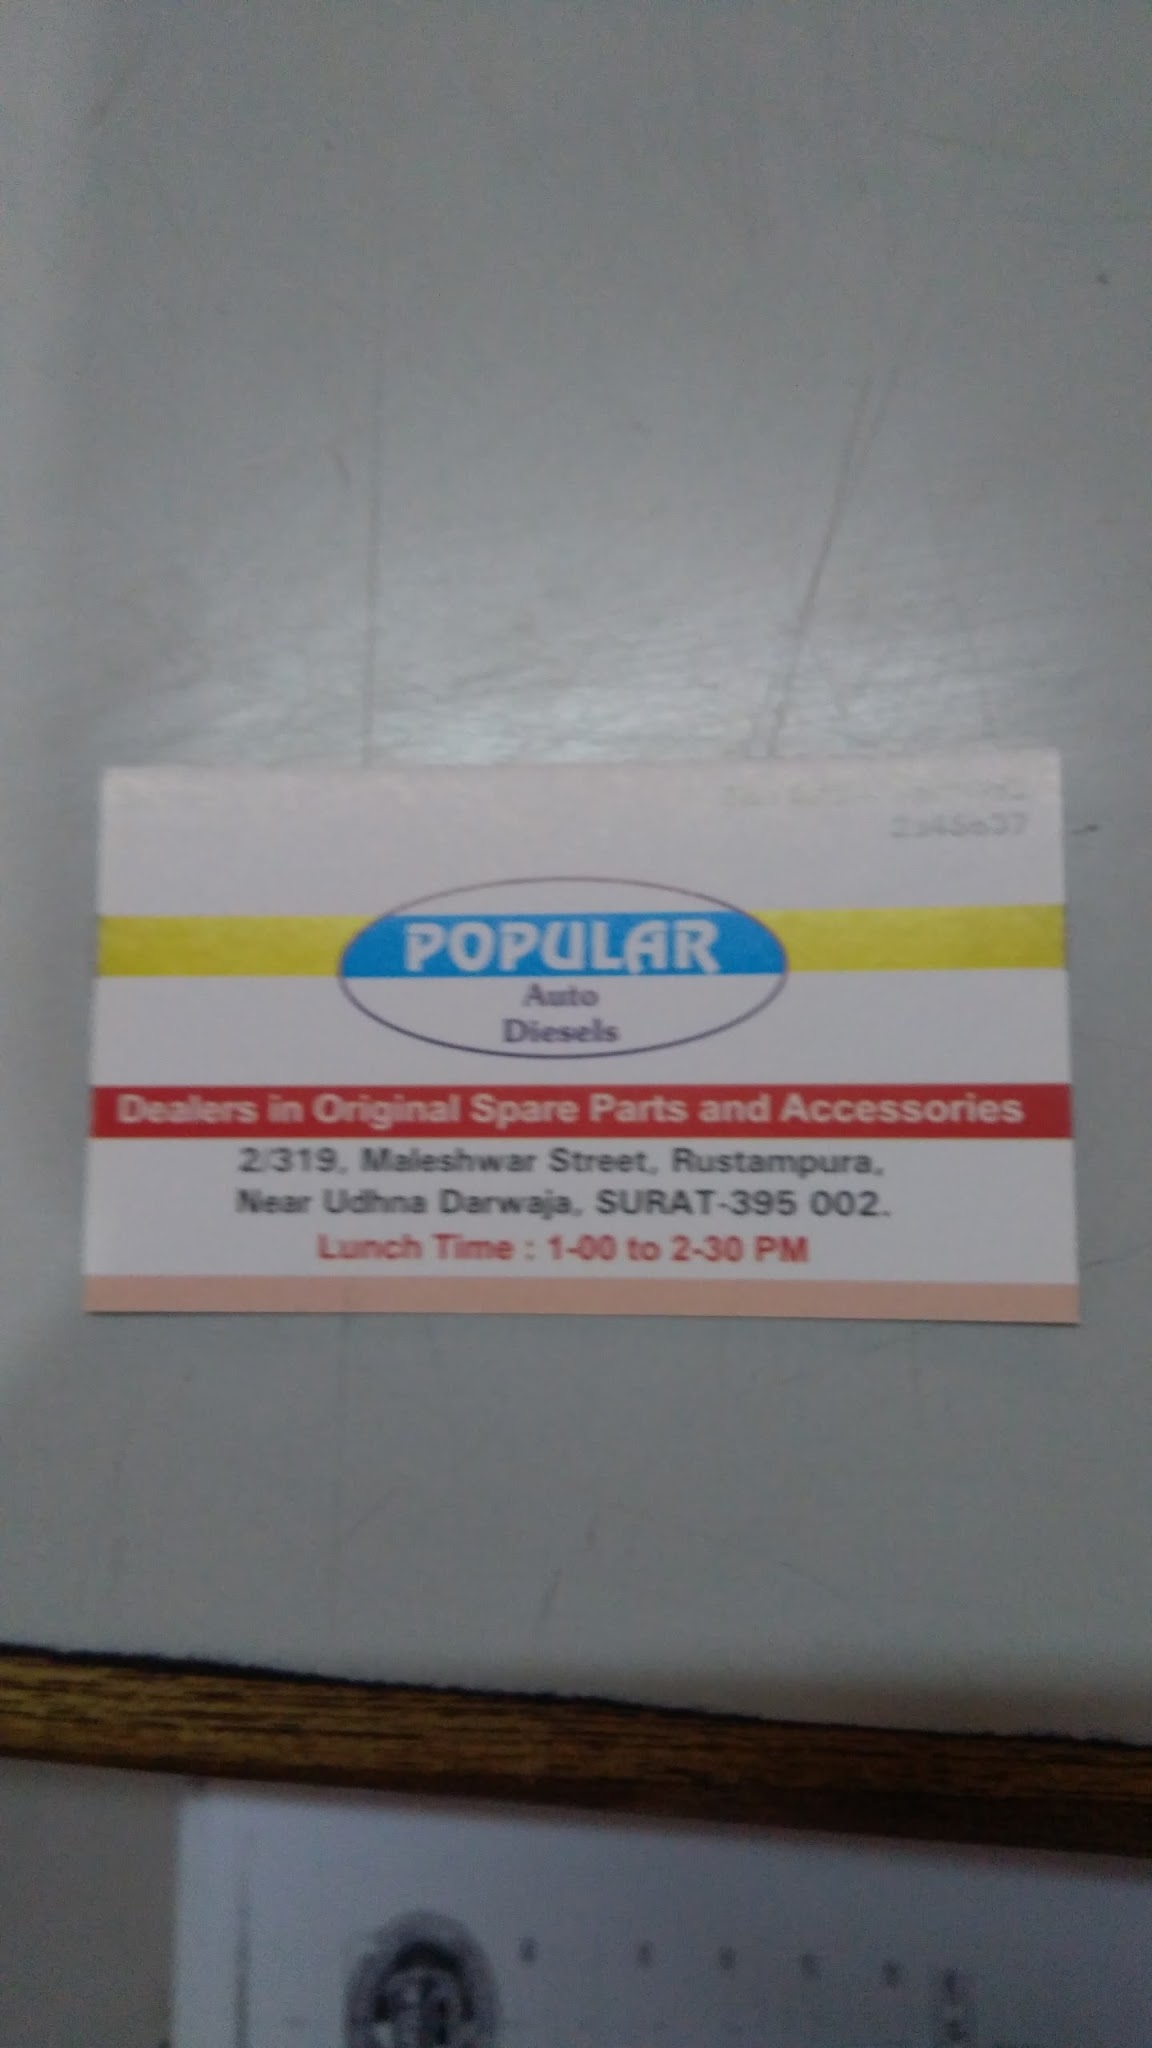 POPULAR
Auto
Diesels
Dealers in Original Spare Parts and Accessories
2/319, Maleshwar Street, Rustampura,
Near Udhna Darwaja, SURAT-395 002.
Lunch Time : 1-00 to 2-30 PM